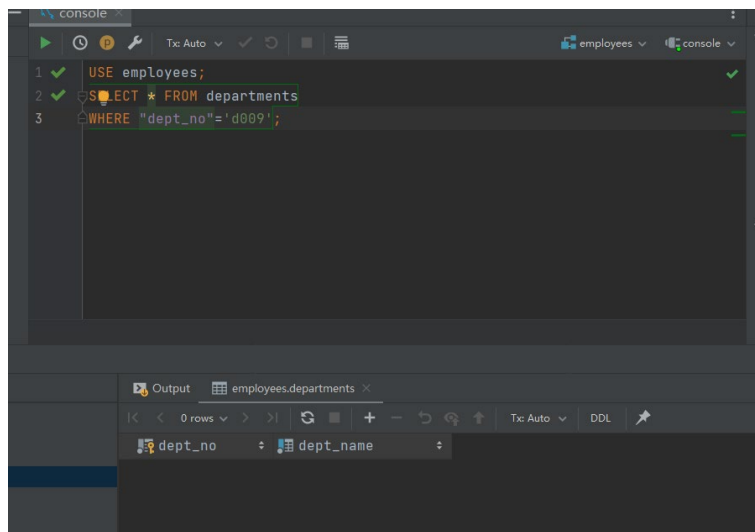 console
Tx: Auto
employees
console
1 USE employees;
2 SELECT * FROM departments
3 WHERE "dept_no"='d009';
Output employees.departments
0 rows Tx: Auto DDL
dept_no dept_name